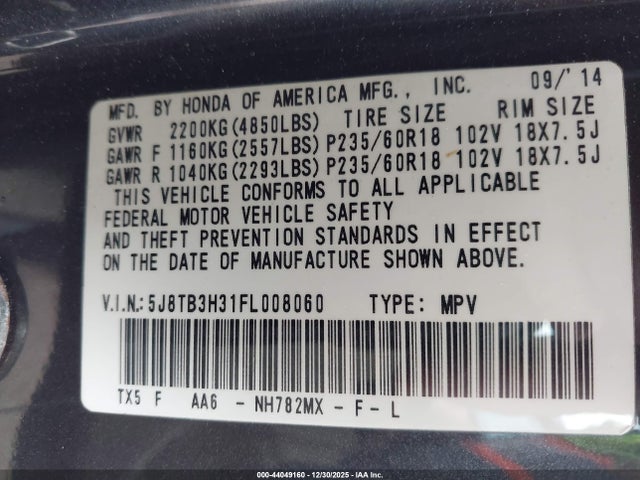 MFD. BY HONDA OF AMERICA MFG., INC. 09/'14
GVWR 2200KG(4850LBS) TIRE SIZE RIM SIZE
GAWR F 1160KG(2557LBS) P235/60R18 102V 18X7.5J
GAWR R 1040KG(2293LBS) P235/60R18 102V 18X7.5J
THIS VEHICLE CONFORMS TO ALL APPLICABLE
FEDERAL MOTOR VEHICLE SAFETY
AND THEFT PREVENTION STANDARDS IN EFFECT
ON THE DATE OF MANUFACTURE SHOWN ABOVE.
V.I.N.:5J8TB3H31FL008060 TYPE: MPV
TX5 F AA6 - NH782MX - F - L
000-44049160 - 12/30/2025 - IAA Inc.